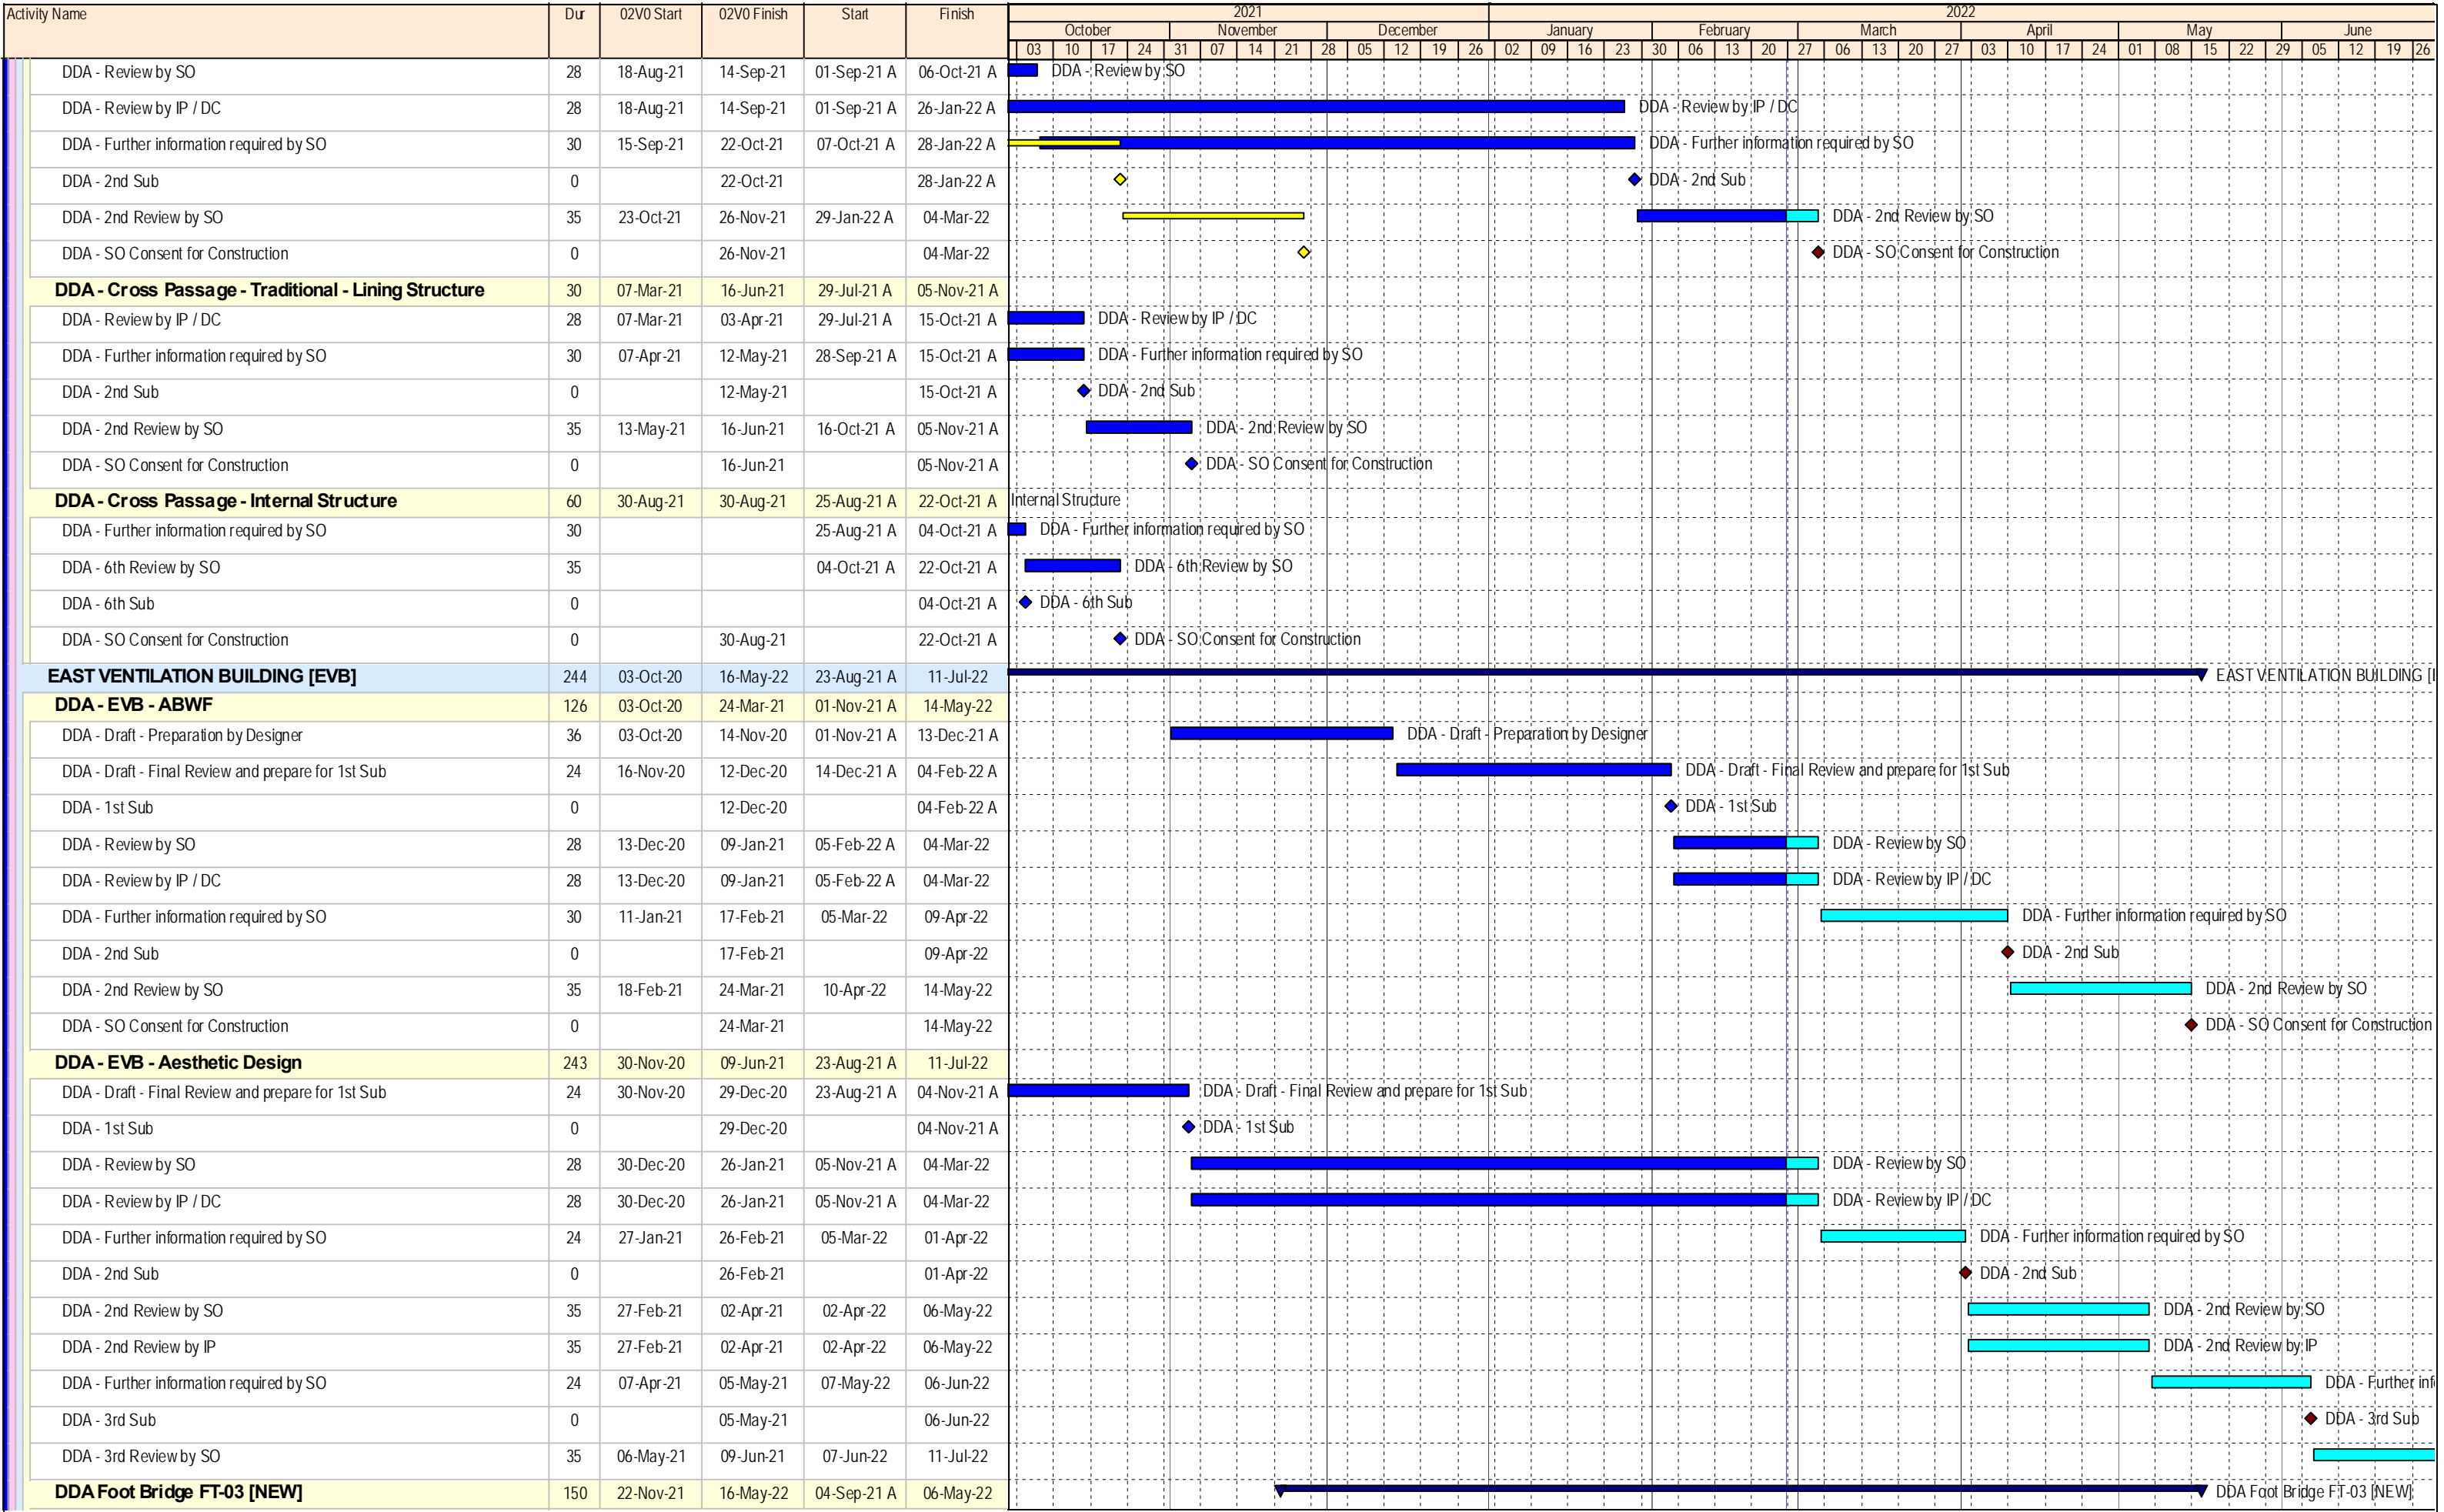 Activity Name Dur 02V0 Start 02V0 Finish Start Finish 2021 2022
October November December January February March April May June
03 10 17 24 31 07 14 21 28 05 12 19 26 02 09 16 23 30 06 13 20 27 06 13 20 27 03 10 17 24 01 08 15 22 29 05 12 19 26
DDA - Review by SO 28 18-Aug-21 14-Sep-21 01-Sep-21 A 06-Oct-21 A DDA - Review by SO
DDA - Review by IP / DC 28 18-Aug-21 14-Sep-21 01-Sep-21 A 26-Jan-22 A DDA - Review by IP / DC
DDA - Further information required by SO 30 15-Sep-21 22-Oct-21 07-Oct-21 A 28-Jan-22 A DDA - Further information required by SO
DDA - 2nd Sub 0 22-Oct-21 28-Jan-22 A DDA - 2nd Sub
DDA - 2nd Review by SO 35 23-Oct-21 26-Nov-21 29-Jan-22 A 04-Mar-22 DDA - 2nd Review by SO
DDA - SO Consent for Construction 0 26-Nov-21 04-Mar-22 DDA - SO Consent for Construction
DDA - Cross Passage - Traditional - Lining Structure 30 07-Mar-21 16-Jun-21 29-Jul-21 A 05-Nov-21 A
DDA - Review by IP / DC 28 07-Mar-21 03-Apr-21 29-Jul-21 A 15-Oct-21 A DDA - Review by IP / DC
DDA - Further information required by SO 30 07-Apr-21 12-May-21 28-Sep-21 A 15-Oct-21 A DDA - Further information required by SO
DDA - 2nd Sub 0 12-May-21 15-Oct-21 A DDA - 2nd Sub
DDA - 2nd Review by SO 35 13-May-21 16-Jun-21 16-Oct-21 A 05-Nov-21 A DDA - 2nd Review by SO
DDA - SO Consent for Construction 0 16-Jun-21 05-Nov-21 A DDA - SO Consent for Construction
DDA - Cross Passage - Internal Structure 60 30-Aug-21 30-Aug-21 25-Aug-21 A 22-Oct-21 A Internal Structure
DDA - Further information required by SO 30 25-Aug-21 A 04-Oct-21 A DDA - Further information required by SO
DDA - 6th Review by SO 35 04-Oct-21 A 22-Oct-21 A DDA - 6th Review by SO
DDA - 6th Sub 0 04-Oct-21 A DDA - 6th Sub
DDA - SO Consent for Construction 0 30-Aug-21 22-Oct-21 A DDA - SO Consent for Construction
EAST VENTILATION BUILDING [EVB] 244 03-Oct-20 16-May-22 23-Aug-21 A 11-Jul-22 EAST VENTILATION BUILDING [
DDA - EVB - ABWF 126 03-Oct-20 24-Mar-21 01-Nov-21 A 14-May-22
DDA - Draft - Preparation by Designer 36 03-Oct-20 14-Nov-20 01-Nov-21 A 13-Dec-21 A DDA - Draft - Preparation by Designer
DDA - Draft - Final Review and prepare for 1st Sub 24 16-Nov-20 12-Dec-20 14-Dec-21 A 04-Feb-22 A DDA - Draft - Final Review and prepare for 1st Sub
DDA - 1st Sub 0 12-Dec-20 04-Feb-22 A DDA - 1st Sub
DDA - Review by SO 28 13-Dec-20 09-Jan-21 05-Feb-22 A 04-Mar-22 DDA - Review by SO
DDA - Review by IP / DC 28 13-Dec-20 09-Jan-21 05-Feb-22 A 04-Mar-22 DDA - Review by IP / DC
DDA - Further information required by SO 30 11-Jan-21 17-Feb-21 05-Mar-22 09-Apr-22 DDA - Further information required by SO
DDA - 2nd Sub 0 17-Feb-21 09-Apr-22 DDA - 2nd Sub
DDA - 2nd Review by SO 35 18-Feb-21 24-Mar-21 10-Apr-22 14-May-22 DDA - 2nd Review by SO
DDA - SO Consent for Construction 0 24-Mar-21 14-May-22 DDA - SO Consent for Construction
DDA - EVB - Aesthetic Design 243 30-Nov-20 09-Jun-21 23-Aug-21 A 11-Jul-22
DDA - Draft - Final Review and prepare for 1st Sub 24 30-Nov-20 29-Dec-20 23-Aug-21 A 04-Nov-21 A DDA - Draft - Final Review and prepare for 1st Sub
DDA - 1st Sub 0 29-Dec-20 04-Nov-21 A DDA - 1st Sub
DDA - Review by SO 28 30-Dec-20 26-Jan-21 05-Nov-21 A 04-Mar-22 DDA - Review by SO
DDA - Review by IP / DC 28 30-Dec-20 26-Jan-21 05-Nov-21 A 04-Mar-22 DDA - Review by IP / DC
DDA - Further information required by SO 24 27-Jan-21 26-Feb-21 05-Mar-22 01-Apr-22 DDA - Further information required by SO
DDA - 2nd Sub 0 26-Feb-21 01-Apr-22 DDA - 2nd Sub
DDA - 2nd Review by SO 35 27-Feb-21 02-Apr-21 02-Apr-22 06-May-22 DDA - 2nd Review by SO
DDA - 2nd Review by IP 35 27-Feb-21 02-Apr-21 02-Apr-22 06-May-22 DDA - 2nd Review by IP
DDA - Further information required by SO 24 07-Apr-21 05-May-21 07-May-22 06-Jun-22 DDA - Further inf
DDA - 3rd Sub 0 05-May-21 06-Jun-22 DDA - 3rd Sub
DDA - 3rd Review by SO 35 06-May-21 09-Jun-21 07-Jun-22 11-Jul-22
DDA Foot Bridge FT-03 [NEW] 150 22-Nov-21 16-May-22 04-Sep-21 A 06-May-22 DDA Foot Bridge FT-03 [NEW]